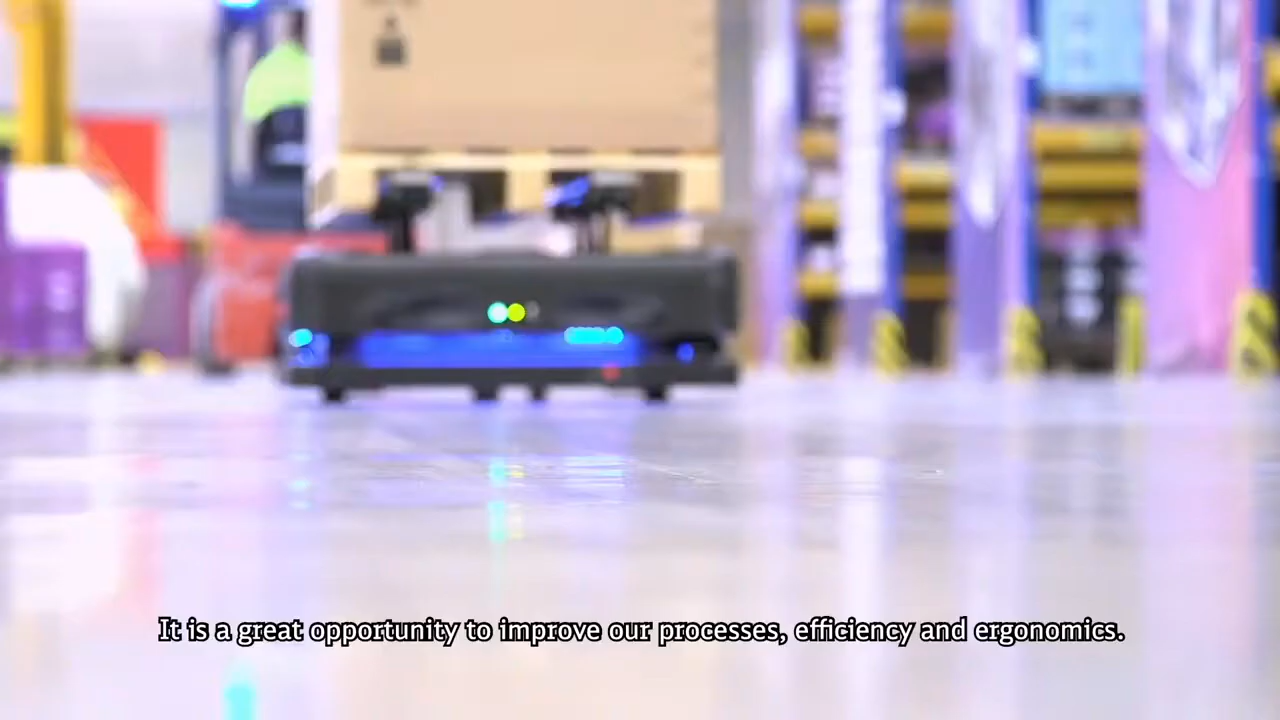 It is a great opportunity to improve our processes, efficiency and ergonomics.